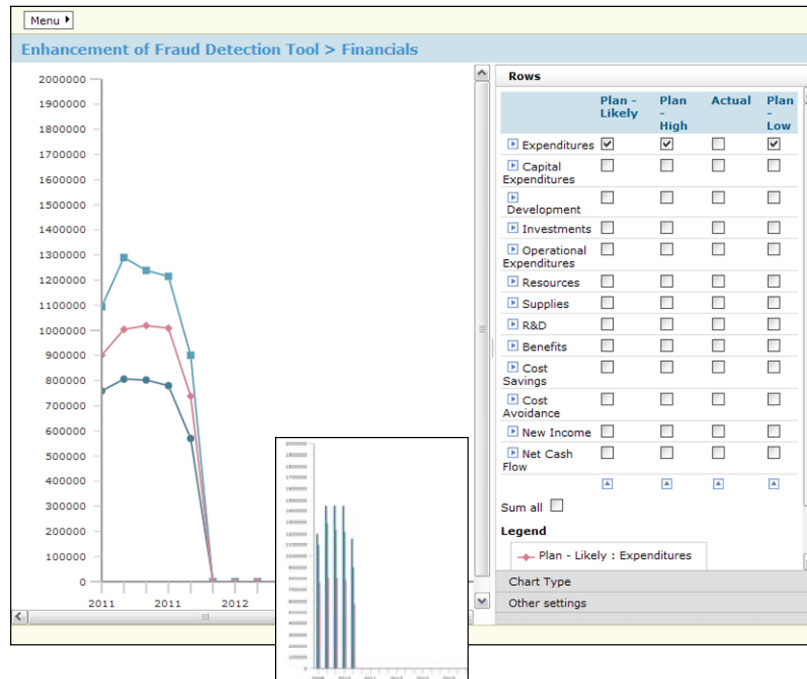 Menu
Enhancement of Fraud Detection Tool > Financials
2000000
1900000
1800000
1700000
1600000
1500000
1400000
1300000
1200000
1100000
1000000
900000
800000
700000
600000
500000
400000
300000
200000
100000
0
2011 2011 2012
Rows
Plan - Likely Plan - High Actual Plan - Low
Expenditures
Capital
Expenditures
Development
Investments
Operational
Expenditures
Resources
Supplies
R&D
Benefits
Cost
Savings
Cost
Avoidance
New Income
Net Cash
Flow
Sum all
Legend
Plan - Likely : Expenditures
Chart Type
Other settings